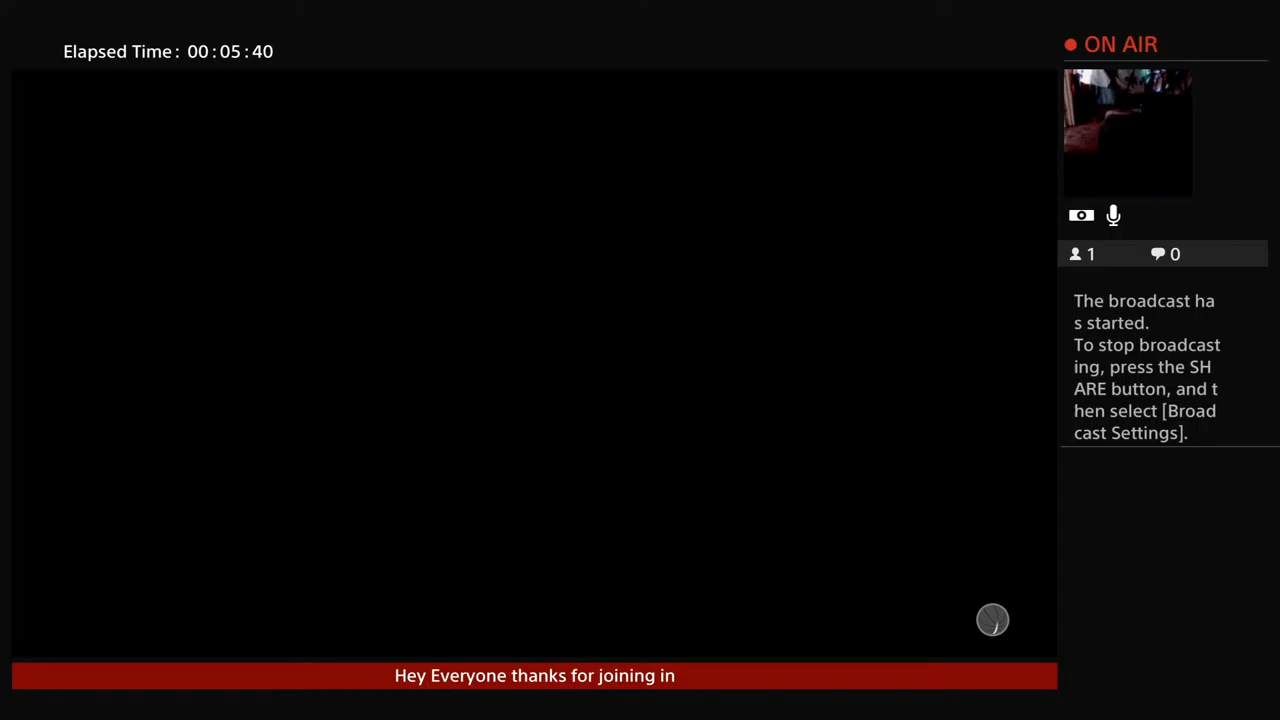 Elapsed Time: 00:05:40
ON AIR
1
0
The broadcast ha
s started.
To stop broadcast
ing, press the SH
ARE button, and t
hen select [Broad
cast Settings].
Hey Everyone thanks for joining in